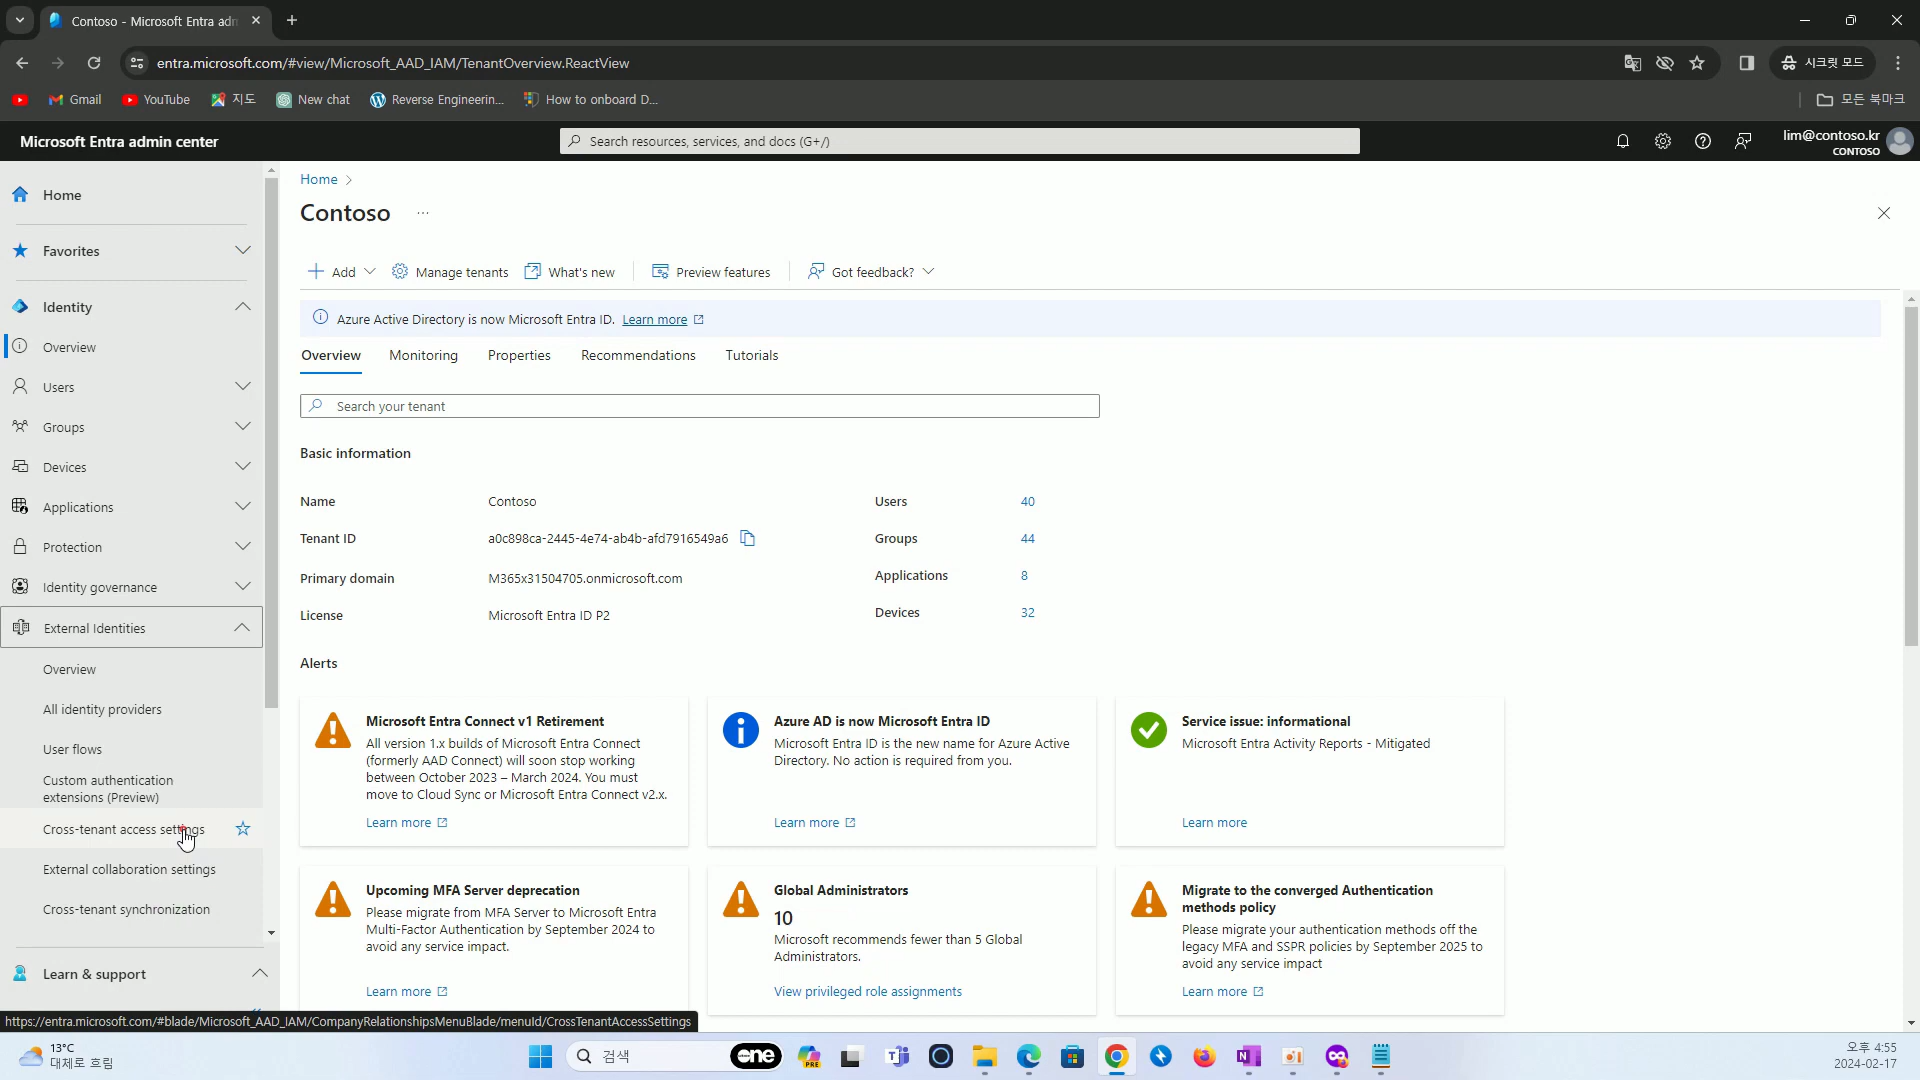 Contoso - Microsoft Entra adn
entra.microsoft.com/#view/Microsoft_AAD_IAM/TenantOverview.ReactView
시크릿 모드
Gmail
YouTube
지도
New chat
Reverse Engineerin...
How to onboard D...
모든 북마크
Microsoft Entra admin center
Search resources, services, and docs (G+/)
lim@contoso.kr
CONTOSO
Home
Favorites
Identity
Overview
Users
Groups
Devices
Applications
Protection
Identity governance
External Identities
Overview
All identity providers
User flows
Custom authentication
extensions (Preview)
Cross-tenant access settings
External collaboration settings
Cross-tenant synchronization
Learn & support
Home
Contoso
Add
Manage tenants
What's new
Preview features
Got feedback?
Azure Active Directory is now Microsoft Entra ID. Learn more
Overview
Monitoring
Properties
Recommendations
Tutorials
Search your tenant
Basic information
Name Contoso Users 40
Tenant ID a0c898ca-2445-4e74-ab4b-afd7916549a6 Groups 44
Primary domain M365x31504705.onmicrosoft.com Applications 8
License Microsoft Entra ID P2 Devices 32
Alerts
Microsoft Entra Connect v1 Retirement
All version 1.x builds of Microsoft Entra Connect
(formerly AAD Connect) will soon stop working
between October 2023 – March 2024. You must
move to Cloud Sync or Microsoft Entra Connect v2.x.
Learn more
Azure AD is now Microsoft Entra ID
Microsoft Entra ID is the new name for Azure Active
Directory. No action is required from you.
Learn more
Service issue: informational
Microsoft Entra Activity Reports - Mitigated
Learn more
Upcoming MFA Server deprecation
Please migrate from MFA Server to Microsoft Entra
Multi-Factor Authentication by September 2024 to
avoid any service impact.
Learn more
Global Administrators
10
Microsoft recommends fewer than 5 Global
Administrators.
View privileged role assignments
Migrate to the converged Authentication
methods policy
Please migrate your authentication methods off the
legacy MFA and SSPR policies by September 2025 to
avoid any service impact
Learn more
https://entra.microsoft.com/#blade/Microsoft_AAD_IAM/CompanyRelationshipsMenuBlade/menuId/CrossTenantAccessSettings
13°C
대체로 흐림
검색
one
PRE
오후 4:55
2024-02-17